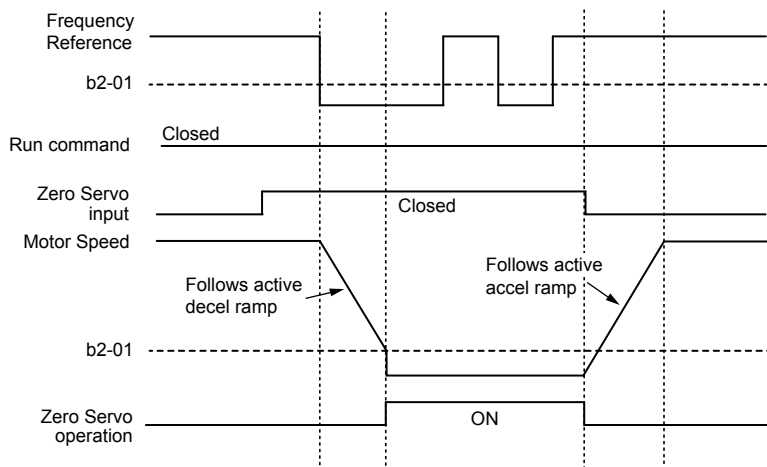 Frequency
Reference
b2-01
Closed
Run command
Zero Servo
input
Closed
Motor Speed
Follows active
decel ramp
Follows active
accel ramp
b2-01
Zero Servo
operation
ON